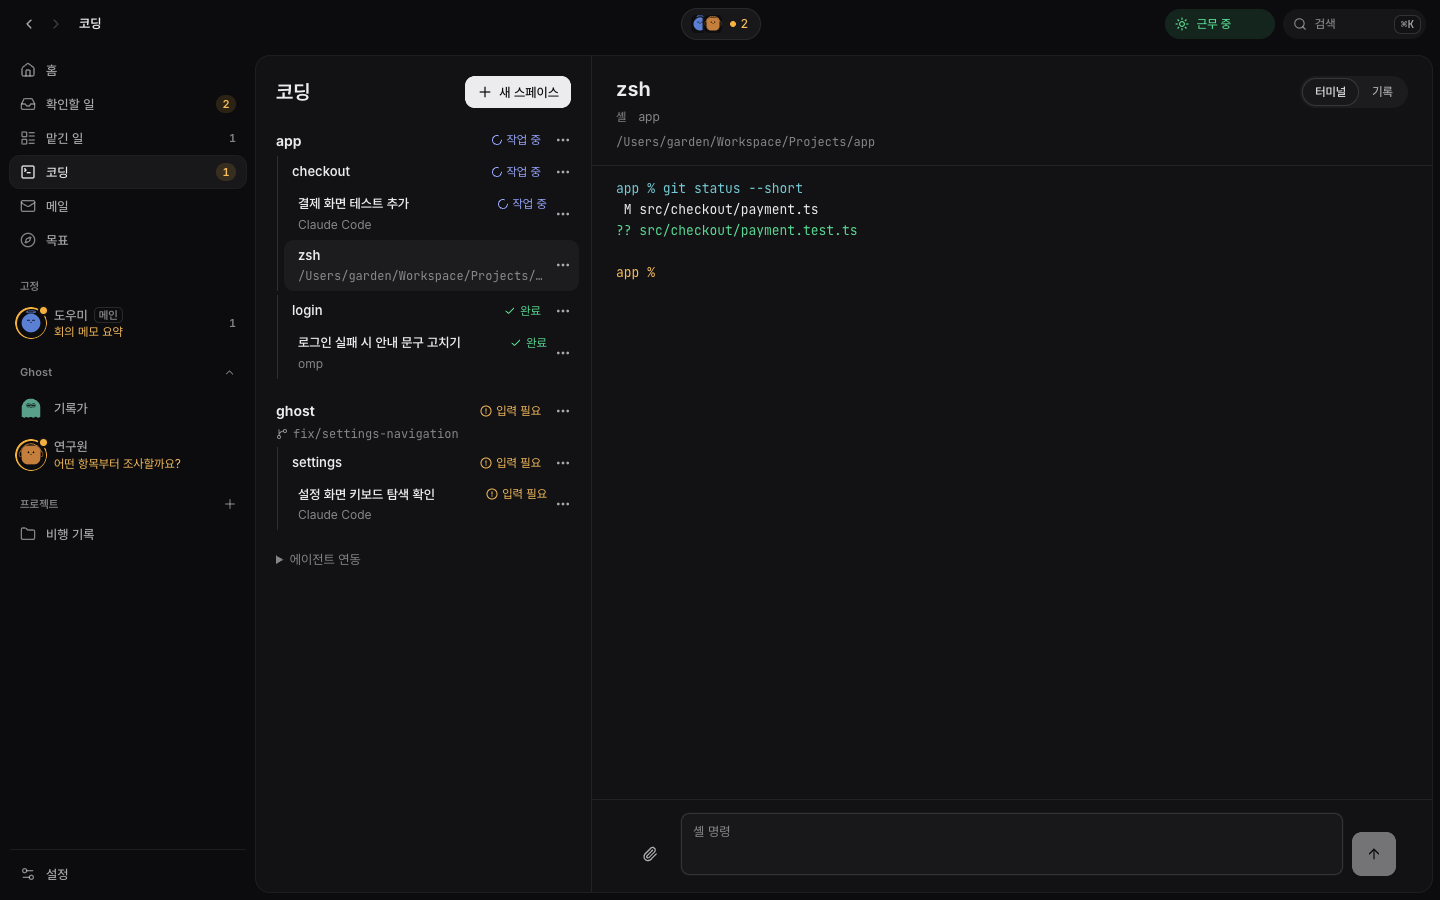 코딩
2
근무 중
검색
⌘K
홈
확인할 일
2
맡긴 일
1
코딩
1
메일
목표
고정
도우미
메인
회의 메모 요약
1
Ghost
기록가
연구원
어떤 항목부터 조사할까요?
프로젝트
비행 기록
설정
코딩
새 스페이스
app
작업 중
checkout
작업 중
결제 화면 테스트 추가
작업 중
Claude Code
zsh
/Users/garden/Workspace/Projects/…
login
완료
로그인 실패 시 안내 문구 고치기
완료
omp
ghost
입력 필요
fix/settings-navigation
settings
입력 필요
설정 화면 키보드 탐색 확인
입력 필요
Claude Code
에이전트 연동
zsh
셸 app
/Users/garden/Workspace/Projects/app
터미널
기록
app % git status --short
M src/checkout/payment.ts
?? src/checkout/payment.test.ts
app %
셸 명령